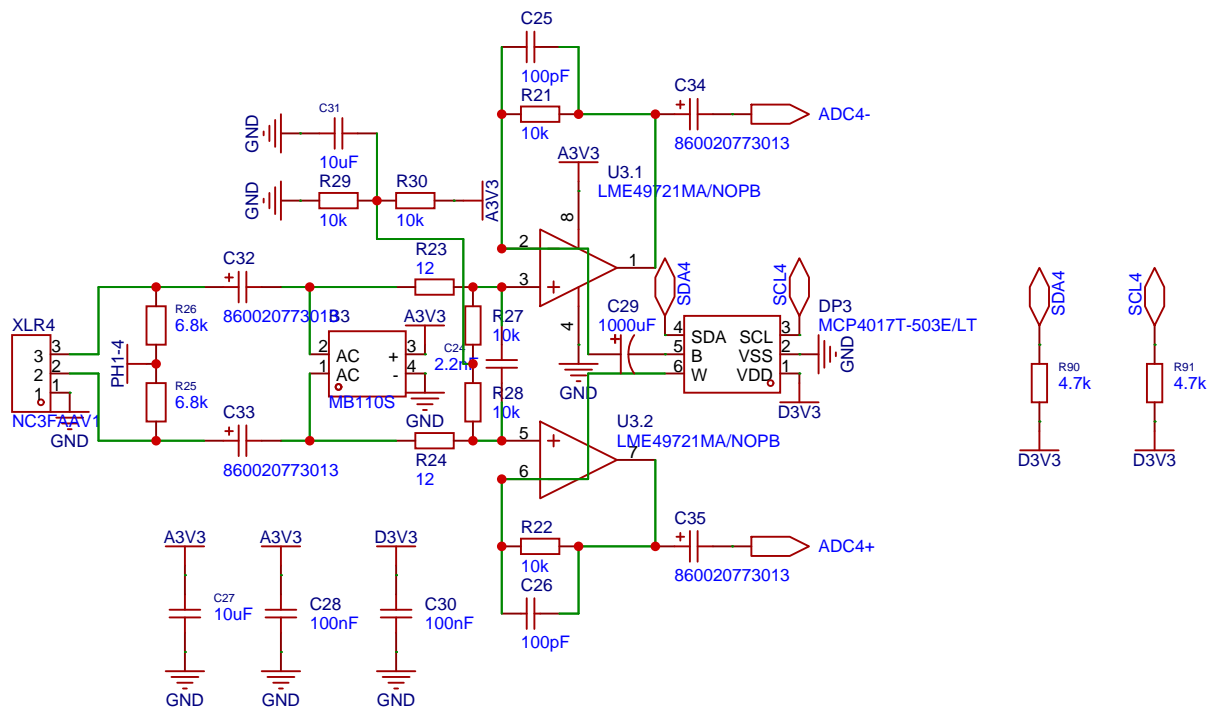 C25
100pF
R21
10k
C34
860020773013
ADC4-
C31
10uF
GND
R29
10k
R30
10k
GND
A3V3
A3V3
U3.1
LME49721MA/NOPB
8
2
3
1
4
GND
C32
860020773013
R23
12
R26
6.8k
R25
6.8k
PH1-4
XLR4
3
2
1
NC3FAAV1
GND
B3
A3V3
2
1
AC
AC
+
-
3
4
MB110S
GND
R27
10k
C24
2.2nF
R28
10k
C29
1000uF
SDA4
SCL4
DP3
MCP4017T-503E/LT
4
5
6
SDA
B
W
SCL
VSS
VDD
3
2
1
GND
D3V3
SDA4
R90
4.7k
D3V3
SCL4
R91
4.7k
D3V3
C33
860020773013
R24
12
5
6
7
U3.2
LME49721MA/NOPB
R22
10k
C26
100pF
C35
860020773013
ADC4+
A3V3
C27
10uF
GND
A3V3
C28
100nF
GND
D3V3
C30
100nF
GND